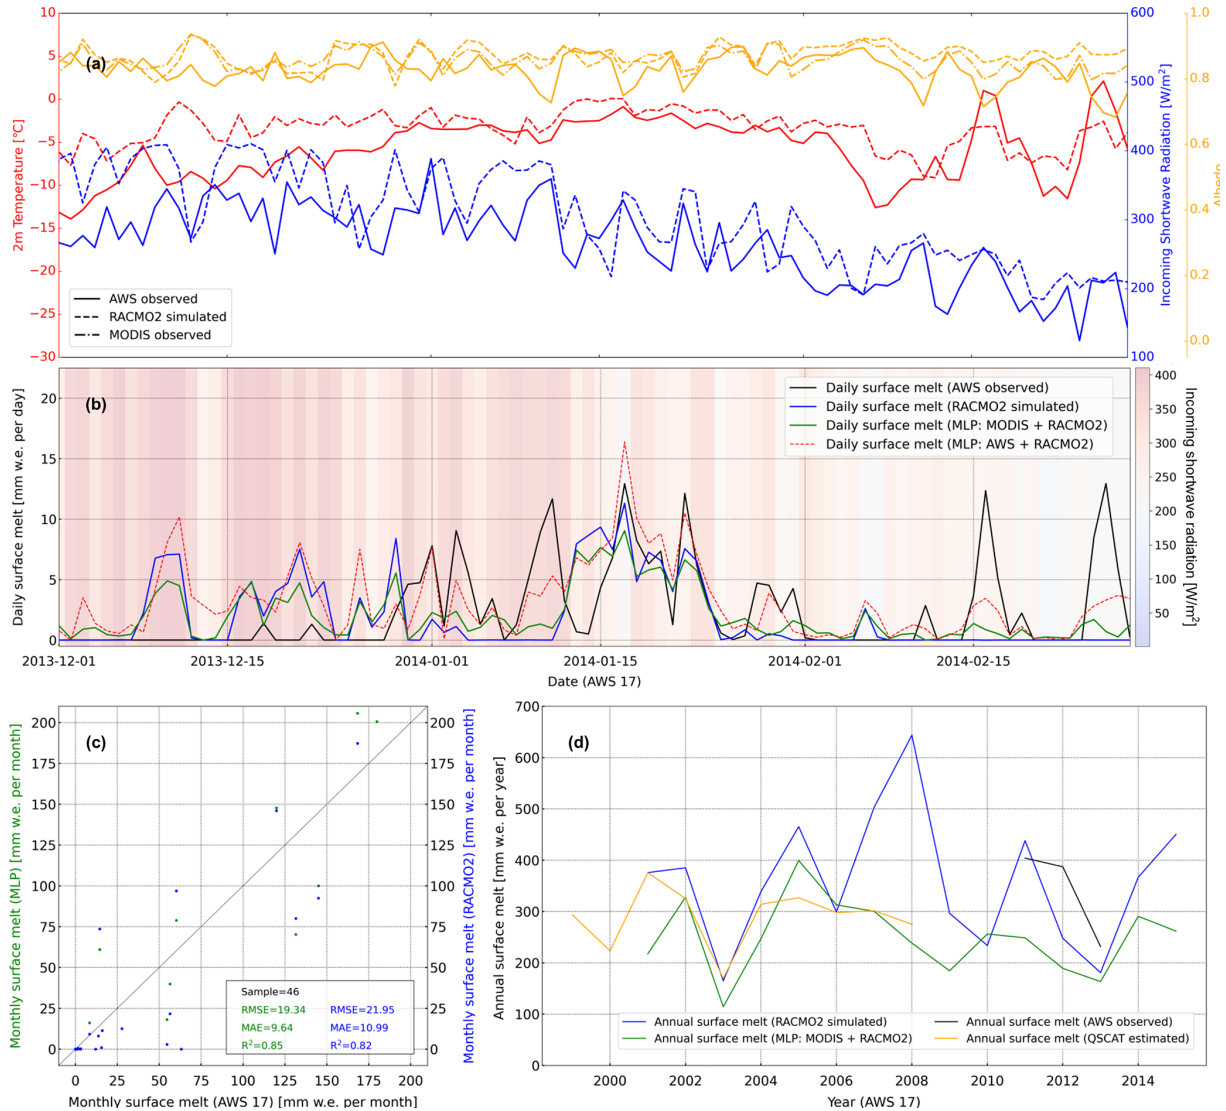 10
5
0
−5
−10
−15
−20
−25
−30
2m Temperature [°C]
(a)
AWS observed
RACMO2 simulated
MODIS observed
600
500
400
300
200
100
Incoming Shortwave Radiation [W/m²]
1.0
0.8
0.6
0.4
0.2
0.0
Albedo
(b)
20
15
10
5
0
Daily surface melt [mm w.e. per day]
Daily surface melt (AWS observed)
Daily surface melt (RACMO2 simulated)
Daily surface melt (MLP: MODIS + RACMO2)
Daily surface melt (MLP: AWS + RACMO2)
400
350
300
250
200
150
100
50
Incoming shortwave radiation [W/m²]
2013-12-01 2013-12-15 2014-01-01 2014-01-15 2014-02-01 2014-02-15
Date (AWS 17)
(c)
200
175
150
125
100
75
50
25
0
Monthly surface melt (MLP) [mm w.e. per month]
200
175
150
125
100
75
50
25
0
Monthly surface melt (RACMO2) [mm w.e. per month]
Sample=46
RMSE=19.34 RMSE=21.95
MAE=9.64 MAE=10.99
R²=0.85 R²=0.82
0 25 50 75 100 125 150 175 200
Monthly surface melt (AWS 17) [mm w.e. per month]
(d)
700
600
500
400
300
200
100
0
Annual surface melt [mm w.e. per year]
Annual surface melt (RACMO2 simulated) Annual surface melt (AWS observed)
Annual surface melt (MLP: MODIS + RACMO2) Annual surface melt (QSCAT estimated)
2000 2002 2004 2006 2008 2010 2012 2014
Year (AWS 17)